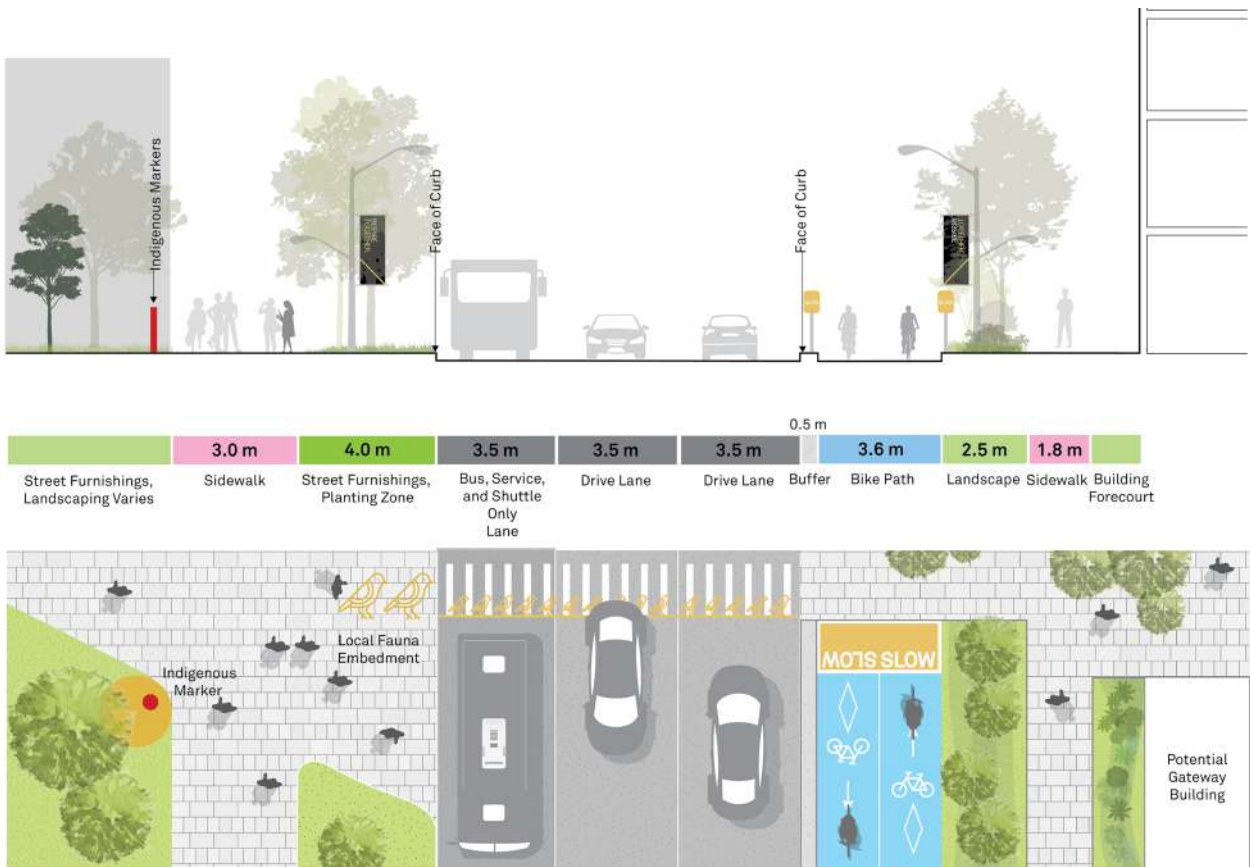 Indigenous Markers
Face of Curb
Face of Curb
0.5 m
3.0 m
4.0 m
3.5 m
3.5 m
3.5 m
3.6 m
2.5 m
1.8 m
Street Furnishings,
Landscaping Varies
Sidewalk
Street Furnishings,
Planting Zone
Bus, Service,
and Shuttle
Only
Lane
Drive Lane
Drive Lane
Buffer
Bike Path
Landscape
Sidewalk
Building
Forecourt
Local Fauna
Embedment
Indigenous
Marker
SLOW SLOW
Potential
Gateway
Building